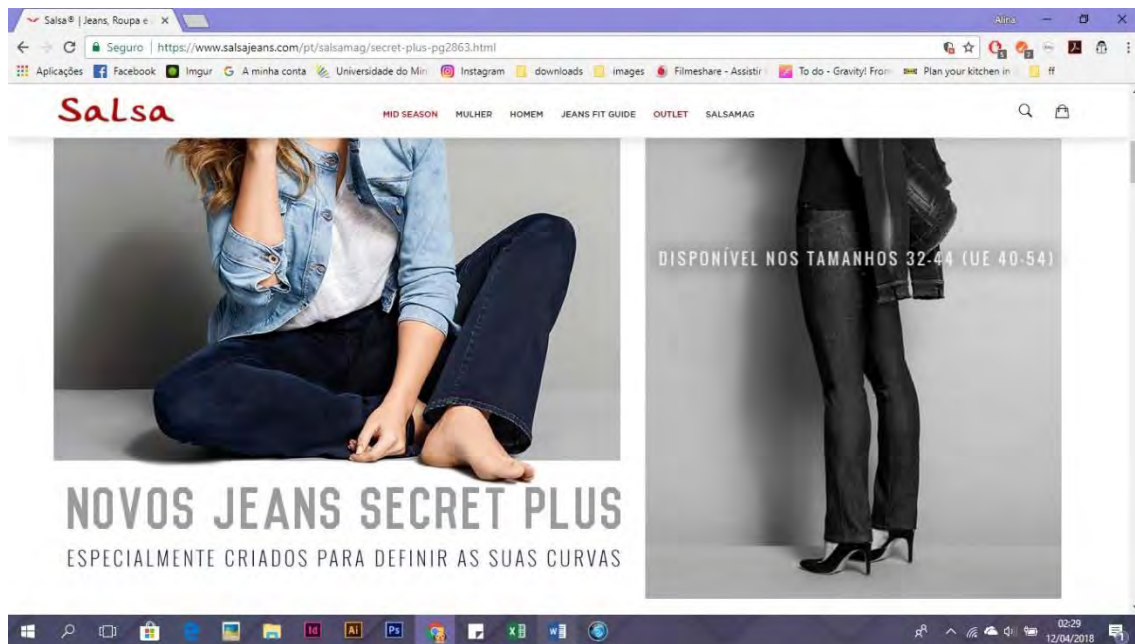 Salsa® | Jeans, Roupa e
Alina
Seguro | https://www.salsajeans.com/pt/salsamag/secret-plus-pg2863.html
Aplicações Facebook Imgur A minha conta Universidade do Min Instagram downloads images Filmeshare - Assistir To do - Gravity! From Plan your kitchen in ff
Salsa
MID SEASON MULHER HOMEM JEANS FIT GUIDE OUTLET SALSAMAG
DISPONÍVEL NOS TAMANHOS 32-44 (UE 40-54)
NOVOS JEANS SECRET PLUS
ESPECIALMENTE CRIADOS PARA DEFINIR AS SUAS CURVAS
Id Ai Ps
02:29
12/04/2018